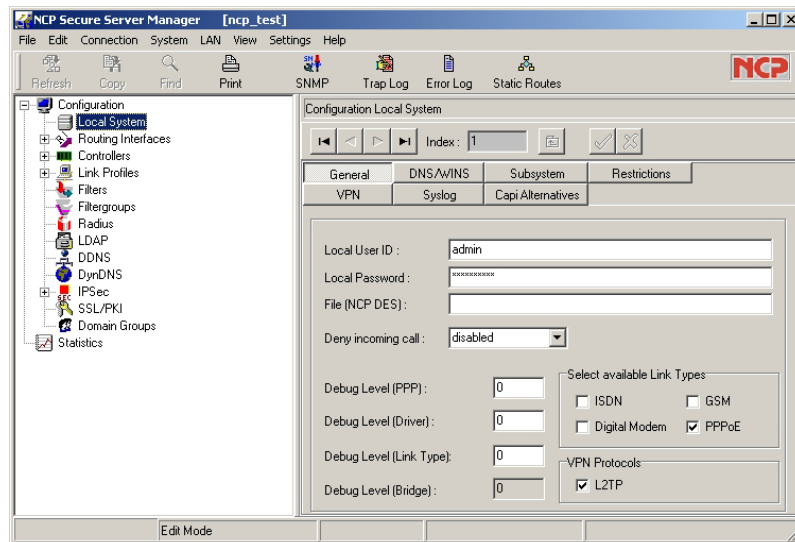 NCP Secure Server Manager [ncp_test]
File Edit Connection System LAN View Settings Help
Refresh Copy Find Print SNMP Trap Log Error Log Static Routes NCP
Configuration
Local System
Routing Interfaces
Controllers
Link Profiles
Filters
Filtergroups
Radius
LDAP
DDNS
DynDNS
IPSec
SSL/PKI
Domain Groups
Statistics
Configuration Local System
Index : 1
General DNS/WINS Subsystem Restrictions
VPN Syslog Capi Alternatives
Local User ID : admin
Local Password : xxxxxxxxxx
File (NCP DES) :
Deny incoming call : disabled
Debug Level (PPP) : 0
Debug Level (Driver) : 0
Debug Level (Link Type): 0
Debug Level (Bridge) : 0
Select available Link Types
ISDN GSM
Digital Modem PPPoE
VPN Protocols
L2TP
Edit Mode